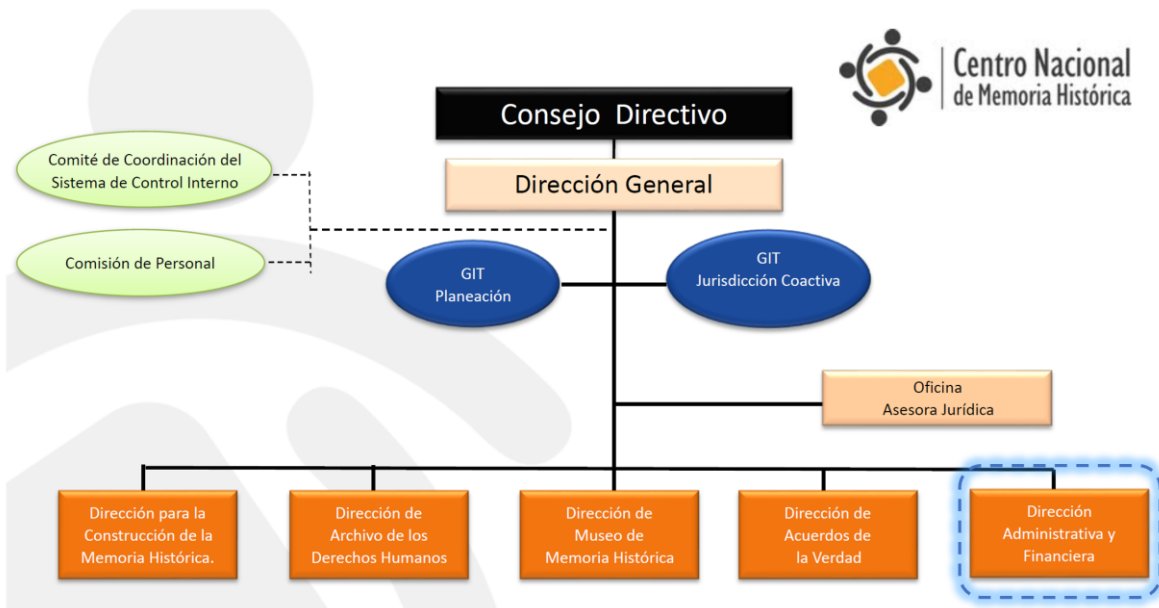 Centro Nacional
de Memoria Histórica
Consejo Directivo
Comité de Coordinación del
Sistema de Control Interno
Dirección General
Comisión de Personal
GIT
Planeación
GIT
Jurisdicción Coactiva
Oficina
Asesora Jurídica
Dirección para la
Construcción de la
Memoria Histórica.
Dirección de
Archivo de los
Derechos Humanos
Dirección de
Museo de
Memoria Histórica
Dirección de
Acuerdos de
la Verdad
Dirección
Administrativa y
Financiera